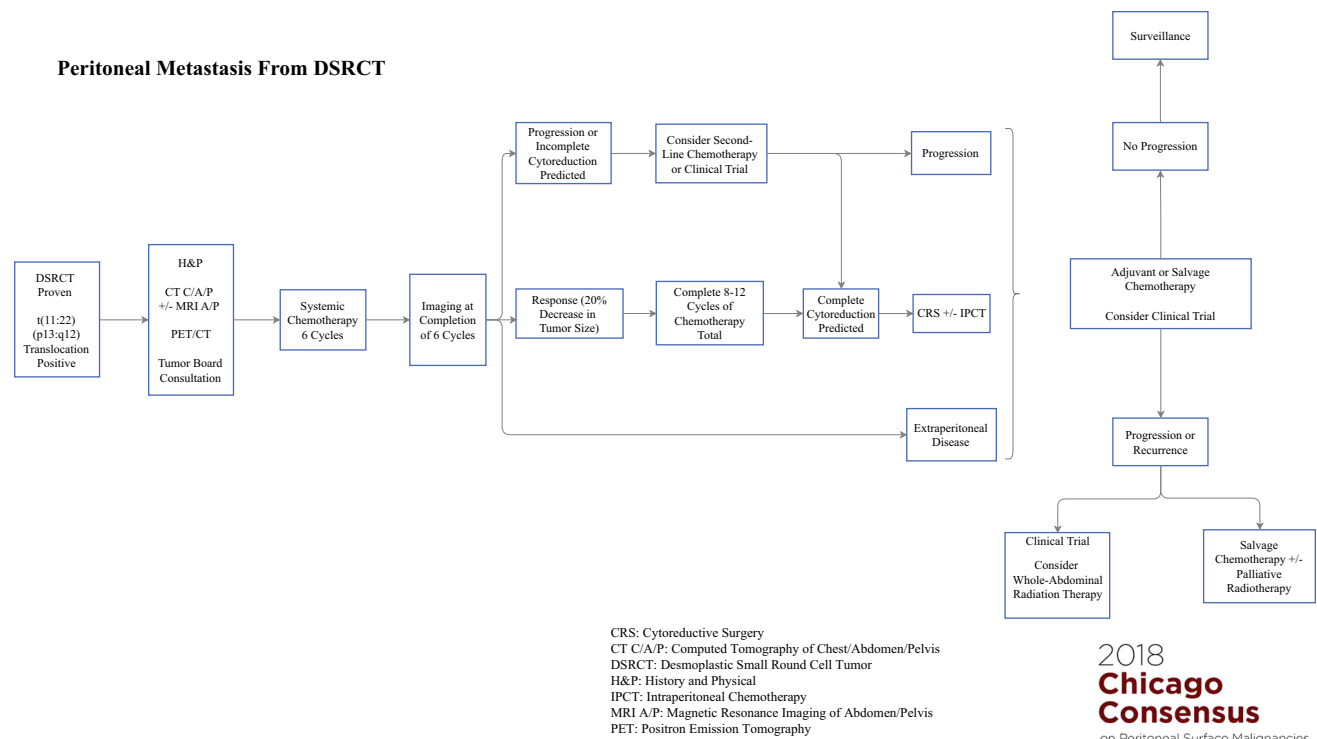 Peritoneal Metastasis From DSRCT
DSRCT
Proven
t(11:22)
(p13:q12)
Translocation
Positive
H&P
CT C/A/P
+/- MRI A/P
PET/CT
Tumor Board
Consultation
Systemic
Chemotherapy
6 Cycles
Imaging at
Completion
of 6 Cycles
Progression or
Incomplete
Cytoreduction
Predicted
Consider Second-
Line Chemotherapy
or Clinical Trial
Progression
Response (20%
Decrease in
Tumor Size)
Complete 8-12
Cycles of
Chemotherapy
Total
Complete
Cytoreduction
Predicted
CRS +/- IPCT
Extraperitoneal
Disease
Surveillance
No Progression
Adjuvant or Salvage
Chemotherapy
Consider Clinical Trial
Progression or
Recurrence
Clinical Trial
Consider
Whole-Abdominal
Radiation Therapy
Salvage
Chemotherapy +/-
Palliative
Radiotherapy
CRS: Cytoreductive Surgery
CT C/A/P: Computed Tomography of Chest/Abdomen/Pelvis
DSRCT: Desmoplastic Small Round Cell Tumor
H&P: History and Physical
IPCT: Intraperitoneal Chemotherapy
MRI A/P: Magnetic Resonance Imaging of Abdomen/Pelvis
PET: Positron Emission Tomography
2018
Chicago
Consensus
on Peritoneal Surface Malignancies